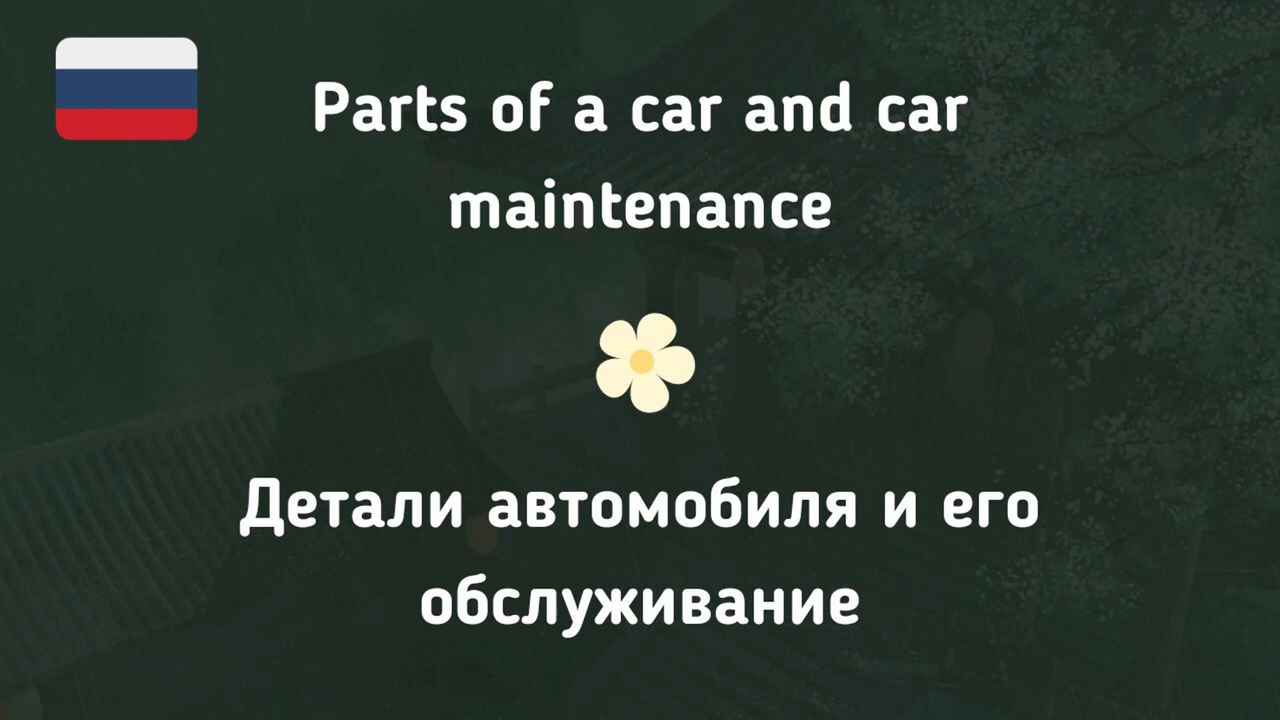 Parts of a car and car
maintenance
Детали автомобиля и его
обслуживание